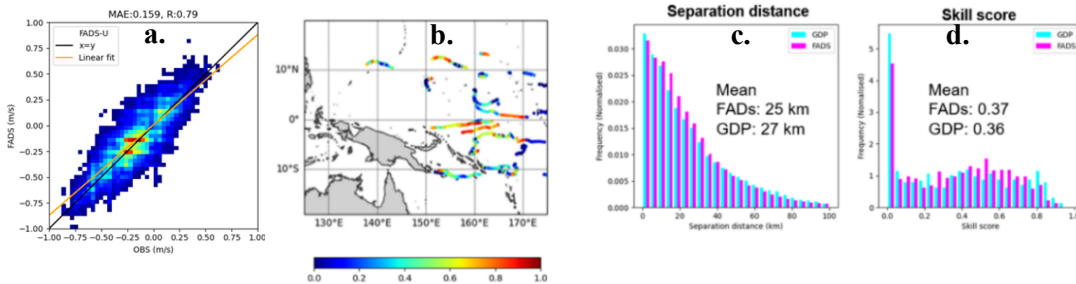 MAE:0.159, R:0.79
a.
FADS-U
x=y
Linear fit
1.00
0.75
0.50
0.25
0.00
-0.25
-0.50
-0.75
-1.00
FADS (m/s)
-1.00 -0.75 -0.50 -0.25 0.00 0.25 0.50 0.75 1.00
OBS (m/s)
b.
10°N
0°
10°S
130°E 140°E 150°E 160°E 170°E
0.0 0.2 0.4 0.6 0.8 1.0
Separation distance
c.
GDP
FADS
Mean
FADs: 25 km
GDP: 27 km
0.030
0.025
0.020
0.015
0.010
0.005
0.000
Frequency (Normalised)
0 20 40 60 80 100
Separation distance (km)
Skill score
d.
GDP
FADS
Mean
FADs: 0.37
GDP: 0.36
5
4
3
2
1
0
Frequency (Normalised)
0.0 0.2 0.4 0.6 0.8 1.0
Skill score